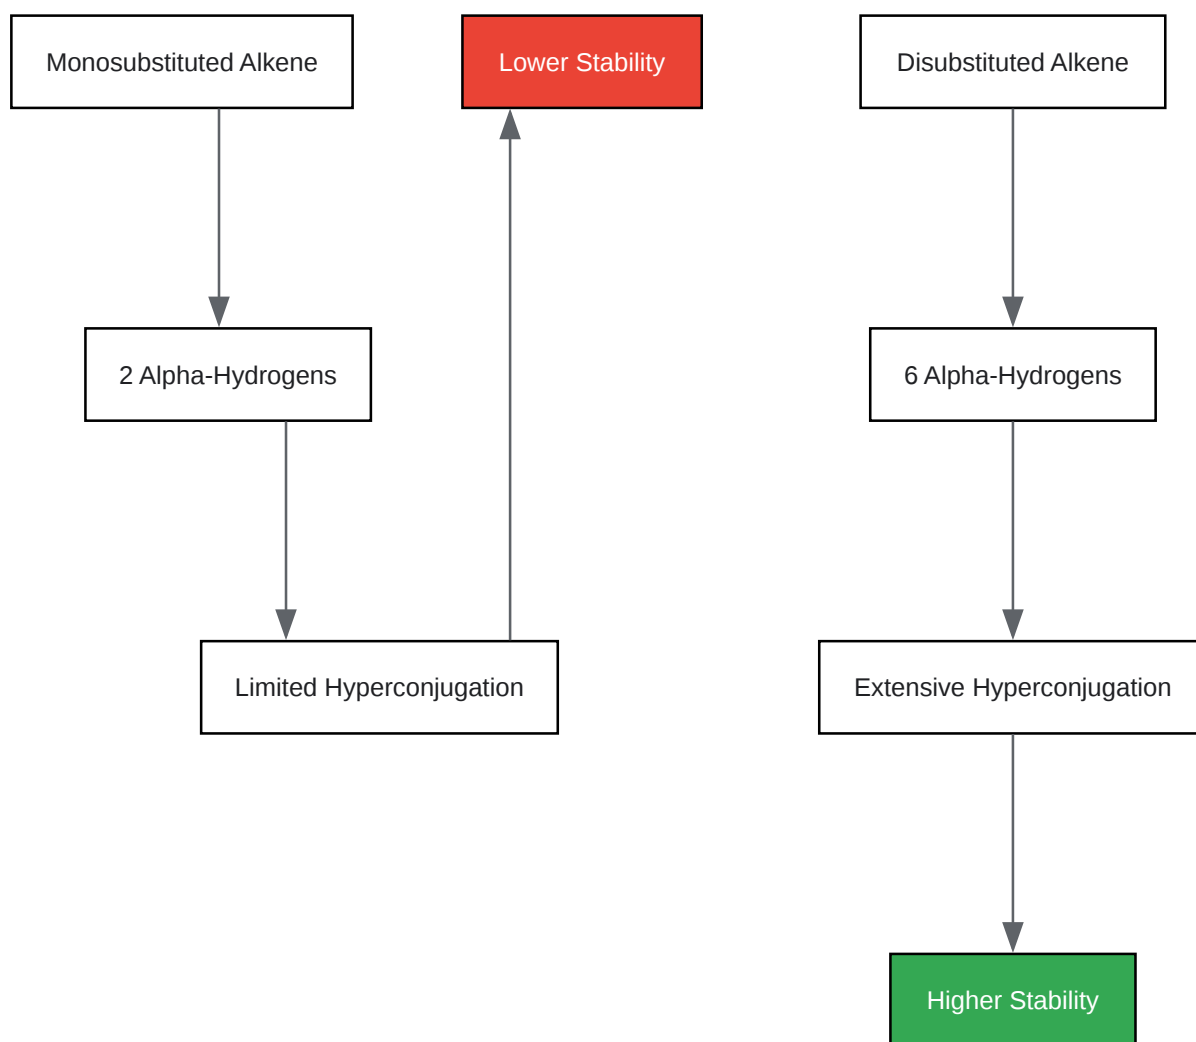 Monosubstituted Alkene
Lower Stability
Disubstituted Alkene
2 Alpha-Hydrogens
6 Alpha-Hydrogens
Limited Hyperconjugation
Extensive Hyperconjugation
Higher Stability